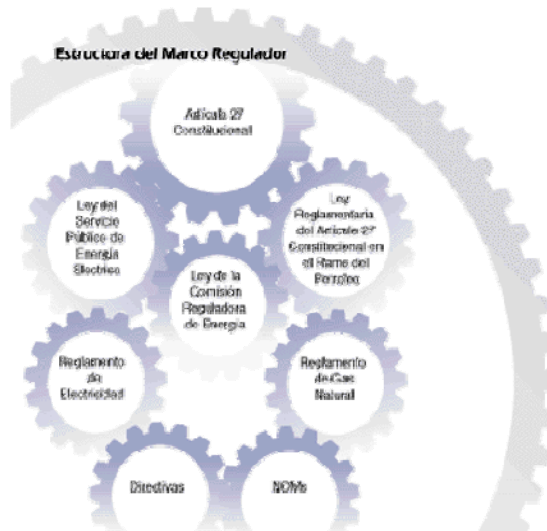 Estructura del Marco Regulador
Artículo 27
Constitucional
Ley del
Servicio
Público de
Energía
Electrica
Ley
Reglamentaria
del Artículo 27
Constitucional en
el Ramo del
Petroleo
Ley de la
Comisión
Reguladora
de Energía
Reglamento
de
Electricidad
Reglamento
de Gas
Natural
Directivas
NOMs